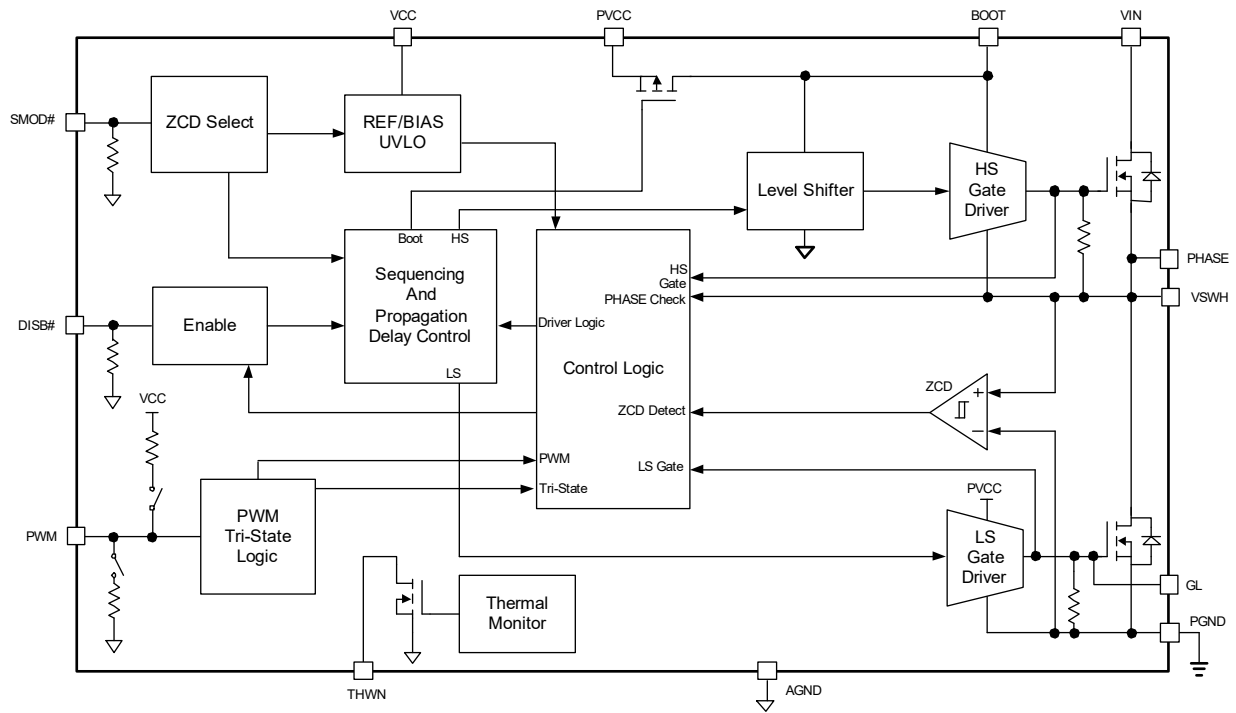 VCC
PVCC
BOOT
VIN
SMOD#
ZCD Select
REF/BIAS
UVLO
Level Shifter
HS
Gate
Driver
Boot
HS
Sequencing
And
Propagation
Delay Control
LS
HS
Gate
PHASE Check
Driver Logic
Control Logic
ZCD Detect
LS Gate
PWM
Tri-State
PHASE
VSWH
DISB#
Enable
ZCD
+
−
VCC
PWM
PWM
Tri-State
Logic
PVCC
LS
Gate
Driver
GL
PGND
Thermal
Monitor
THWN
AGND